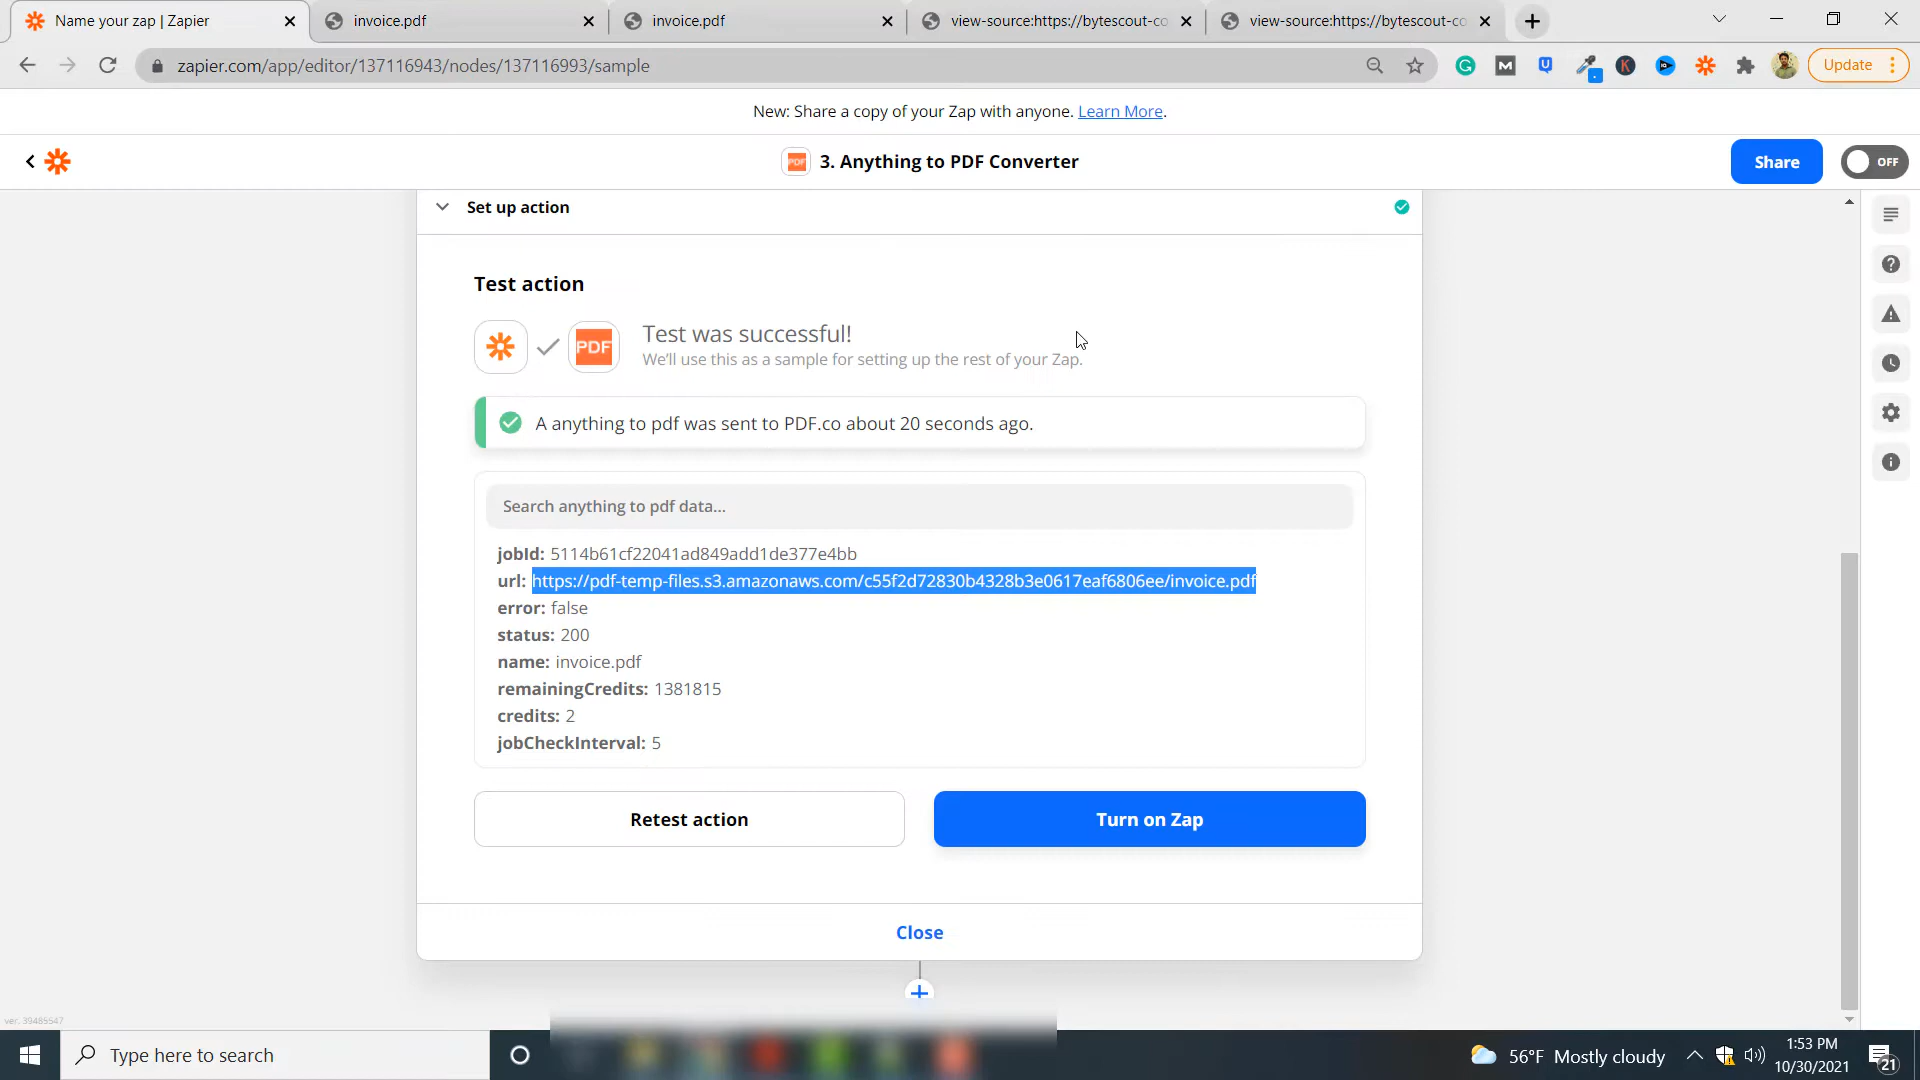 Name your zap | Zapier
invoice.pdf
invoice.pdf
view-source:https://bytescout-co
view-source:https://bytescout-co
zapier.com/app/editor/137116943/nodes/137116993/sample
Update
New: Share a copy of your Zap with anyone. Learn More.
PDF
3. Anything to PDF Converter
Share
OFF
Set up action
Test action
PDF
Test was successful!
We'll use this as a sample for setting up the rest of your Zap.
A anything to pdf was sent to PDF.co about 20 seconds ago.
Search anything to pdf data...
jobId: 5114b61cf22041ad849add1de377e4bb
url: https://pdf-temp-files.s3.amazonaws.com/c55f2d72830b4328b3e0617eaf6806ee/invoice.pdf
error: false
status: 200
name: invoice.pdf
remainingCredits: 1381815
credits: 2
jobCheckInterval: 5
Retest action
Turn on Zap
Close
ver. 39485547
Type here to search
56°F Mostly cloudy
1:53 PM
10/30/2021
21